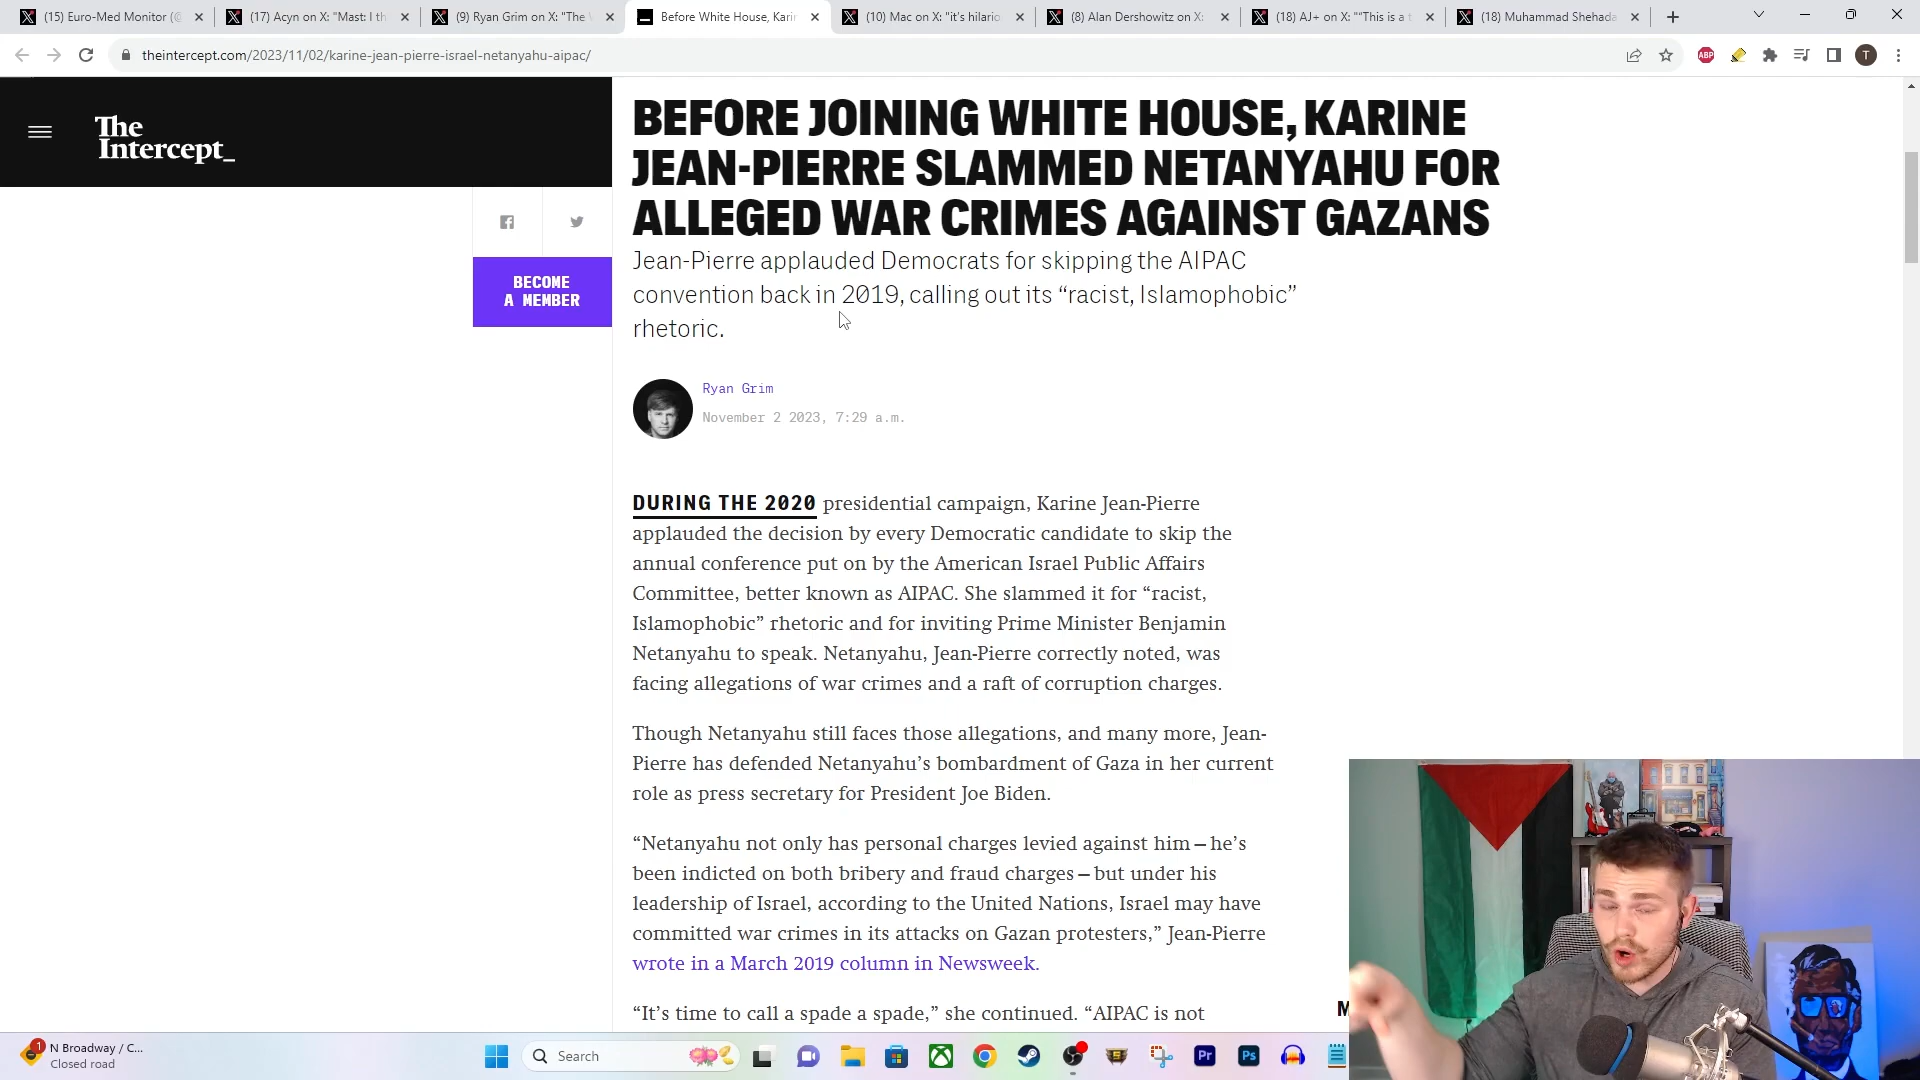 (15) Euro-Med Monitor (@
(17) Acyn on X: "Mast: I th
(9) Ryan Grim on X: "The W
Before White House, Karin
(10) Mac on X: "it's hilario
(8) Alan Dershowitz on X:
(18) AJ+ on X: ""This is a t
(18) Muhammad Shehada
theintercept.com/2023/11/02/karine-jean-pierre-israel-netanyahu-aipac/
ABP
T
The
Intercept_
BECOME
A MEMBER
BEFORE JOINING WHITE HOUSE, KARINE
JEAN-PIERRE SLAMMED NETANYAHU FOR
ALLEGED WAR CRIMES AGAINST GAZANS
Jean-Pierre applauded Democrats for skipping the AIPAC
convention back in 2019, calling out its “racist, Islamophobic”
rhetoric.
Ryan Grim
November 2 2023, 7:29 a.m.
DURING THE 2020 presidential campaign, Karine Jean-Pierre
applauded the decision by every Democratic candidate to skip the
annual conference put on by the American Israel Public Affairs
Committee, better known as AIPAC. She slammed it for “racist,
Islamophobic” rhetoric and for inviting Prime Minister Benjamin
Netanyahu to speak. Netanyahu, Jean-Pierre correctly noted, was
facing allegations of war crimes and a raft of corruption charges.
Though Netanyahu still faces those allegations, and many more, Jean-
Pierre has defended Netanyahu’s bombardment of Gaza in her current
role as press secretary for President Joe Biden.
“Netanyahu not only has personal charges levied against him – he’s
been indicted on both bribery and fraud charges – but under his
leadership of Israel, according to the United Nations, Israel may have
committed war crimes in its attacks on Gazan protesters,” Jean-Pierre
wrote in a March 2019 column in Newsweek.
“It’s time to call a spade a spade,” she continued. “AIPAC is not
M
1
N Broadway / C...
Closed road
Search
Pr
Ps